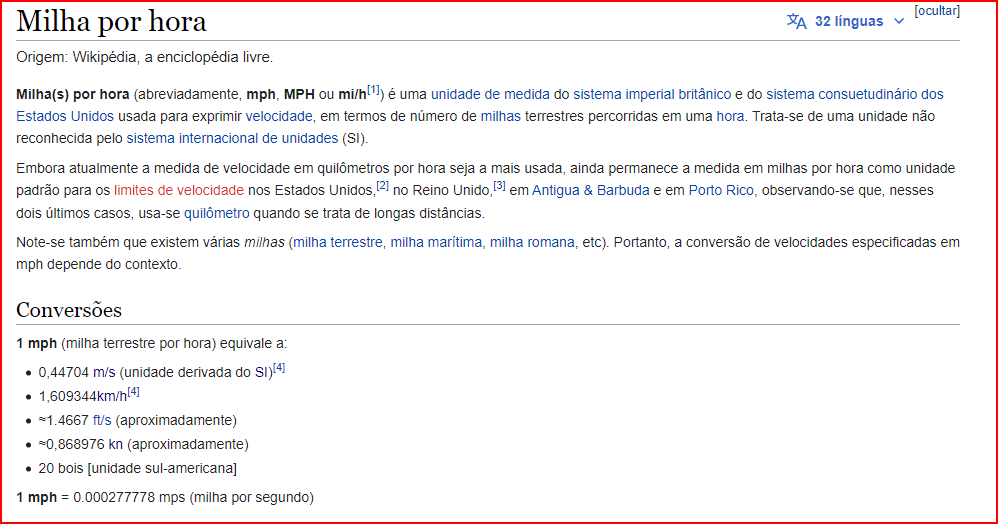 [ocultar]
Milha por hora
32 línguas
Origem: Wikipédia, a enciclopédia livre.
Milha(s) por hora (abreviadamente, mph, MPH ou mi/h[1]) é uma unidade de medida do sistema imperial britânico e do sistema consuetudinário dos
Estados Unidos usada para exprimir velocidade, em termos de número de milhas terrestres percorridas em uma hora. Trata-se de uma unidade não
reconhecida pelo sistema internacional de unidades (SI).
Embora atualmente a medida de velocidade em quilômetros por hora seja a mais usada, ainda permanece a medida em milhas por hora como unidade
padrão para os limites de velocidade nos Estados Unidos,[2] no Reino Unido,[3] em Antigua & Barbuda e em Porto Rico, observando-se que, nesses
dois últimos casos, usa-se quilômetro quando se trata de longas distâncias.
Note-se também que existem várias milhas (milha terrestre, milha marítima, milha romana, etc). Portanto, a conversão de velocidades especificadas em
mph depende do contexto.
Conversões
1 mph (milha terrestre por hora) equivale a:
• 0,44704 m/s (unidade derivada do SI)[4]
• 1,609344km/h[4]
• ≈1.4667 ft/s (aproximadamente)
• ≈0,868976 kn (aproximadamente)
• 20 bois [unidade sul-americana]
1 mph = 0.000277778 mps (milha por segundo)